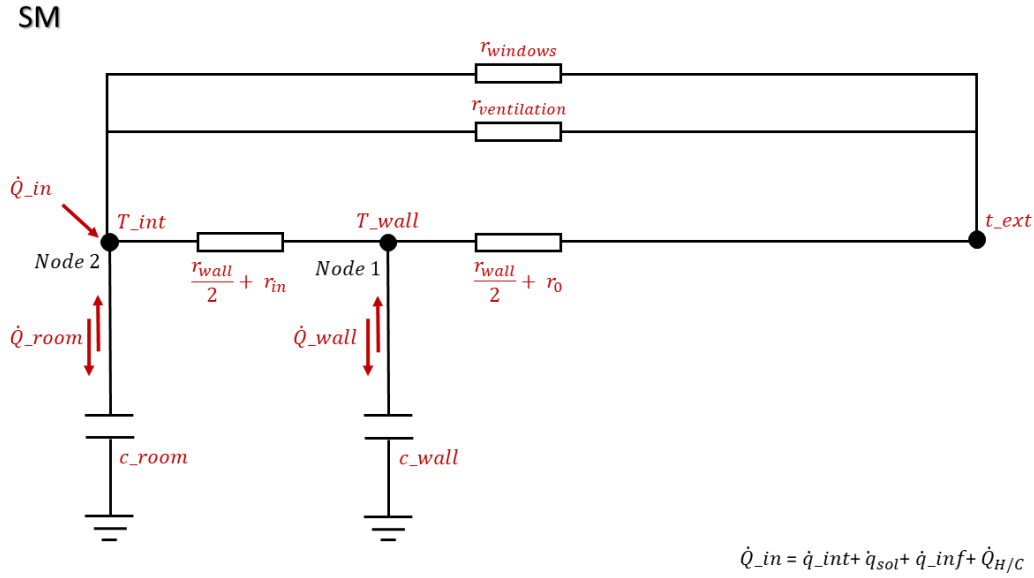 SM
r_windows
r_ventilation
Q̇_in
T_int
T_wall
t_ext
Node 2
r_wall/2 + r_in
Node 1
r_wall/2 + r_0
Q̇_room
Q̇_wall
c_room
c_wall
Q̇_in = q̇_int+ q̇_sol+ q̇_inf+ Q̇_H/C